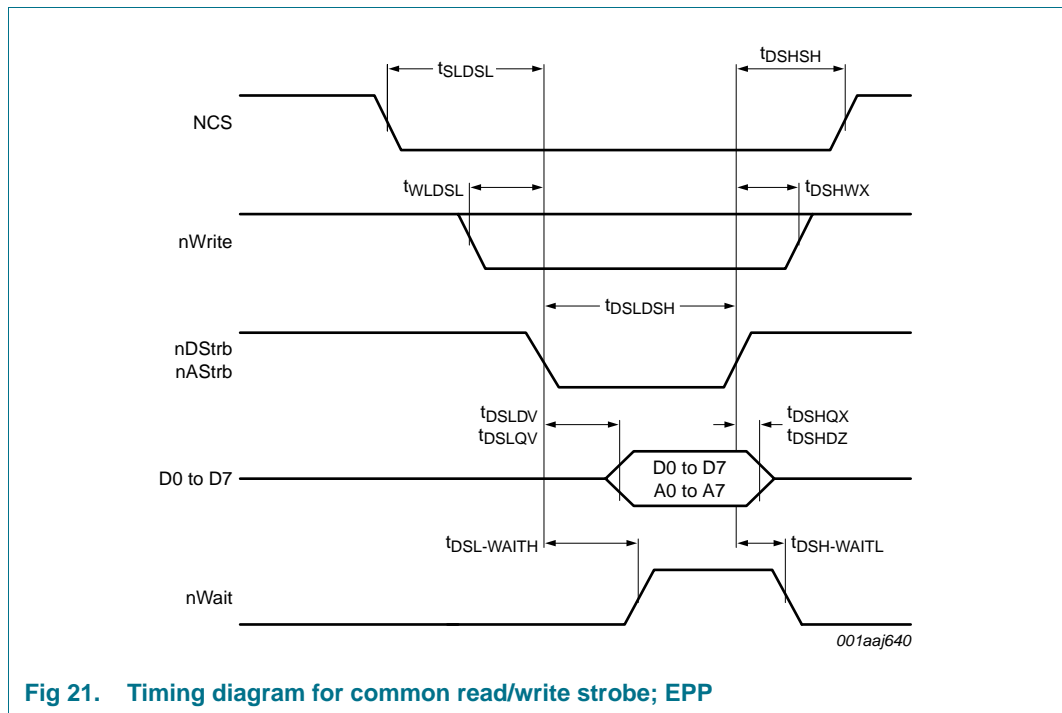 tSLDSL
tDSHSH
NCS
tWLDSL
tDSHWX
nWrite
tDSLDSH
nDStrb
nAStrb
tDSLDV
tDSLQV
tDSHQX
tDSHDZ
D0 to D7
D0 to D7
A0 to A7
tDSL-WAITH
tDSH-WAITL
nWait
001aaj640
Fig 21. Timing diagram for common read/write strobe; EPP